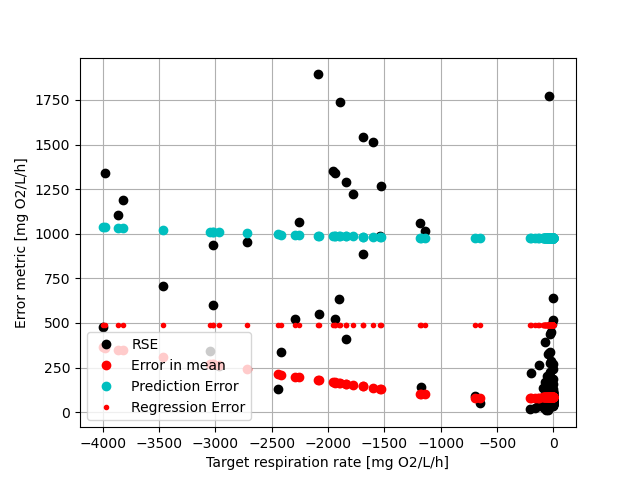 1750
1500
1250
1000
750
500
250
0
Error metric [mg O2/L/h]
RSE
Error in mean
Prediction Error
Regression Error
−4000 −3500 −3000 −2500 −2000 −1500 −1000 −500 0
Target respiration rate [mg O2/L/h]